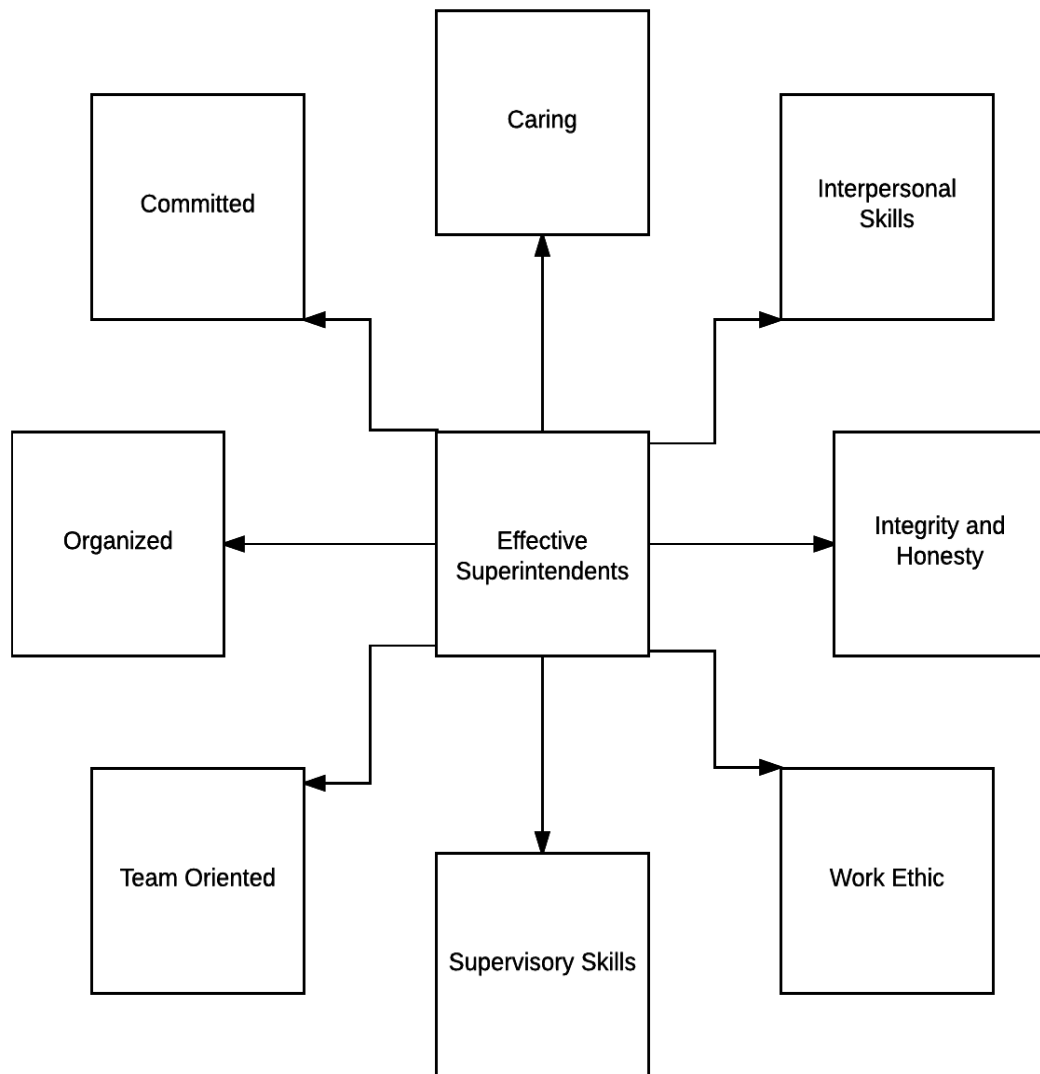 Caring
Committed
Interpersonal
Skills
Organized
Effective
Superintendents
Integrity and
Honesty
Team Oriented
Work Ethic
Supervisory Skills